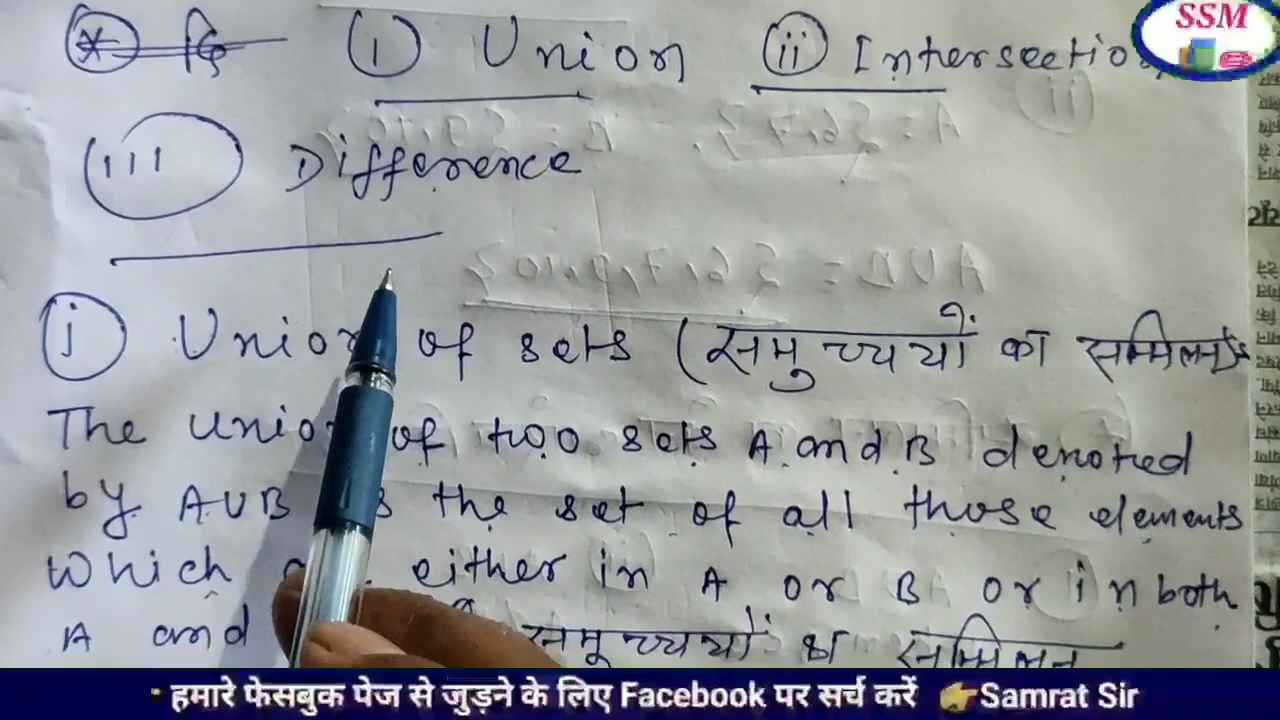 (i) Union (ii) Intersection
SSM
(iii) Difference
(i) Union of sets (समुच्चयों का सम्मिलन)
The union of two sets A and B denoted
by A∪B is the set of all those elements
which are either in A or B or in both
A and समुच्चयों का सम्मिलन
हमारे फेसबुक पेज से जुड़ने के लिए Facebook पर सर्च करें 👉Samrat Sir